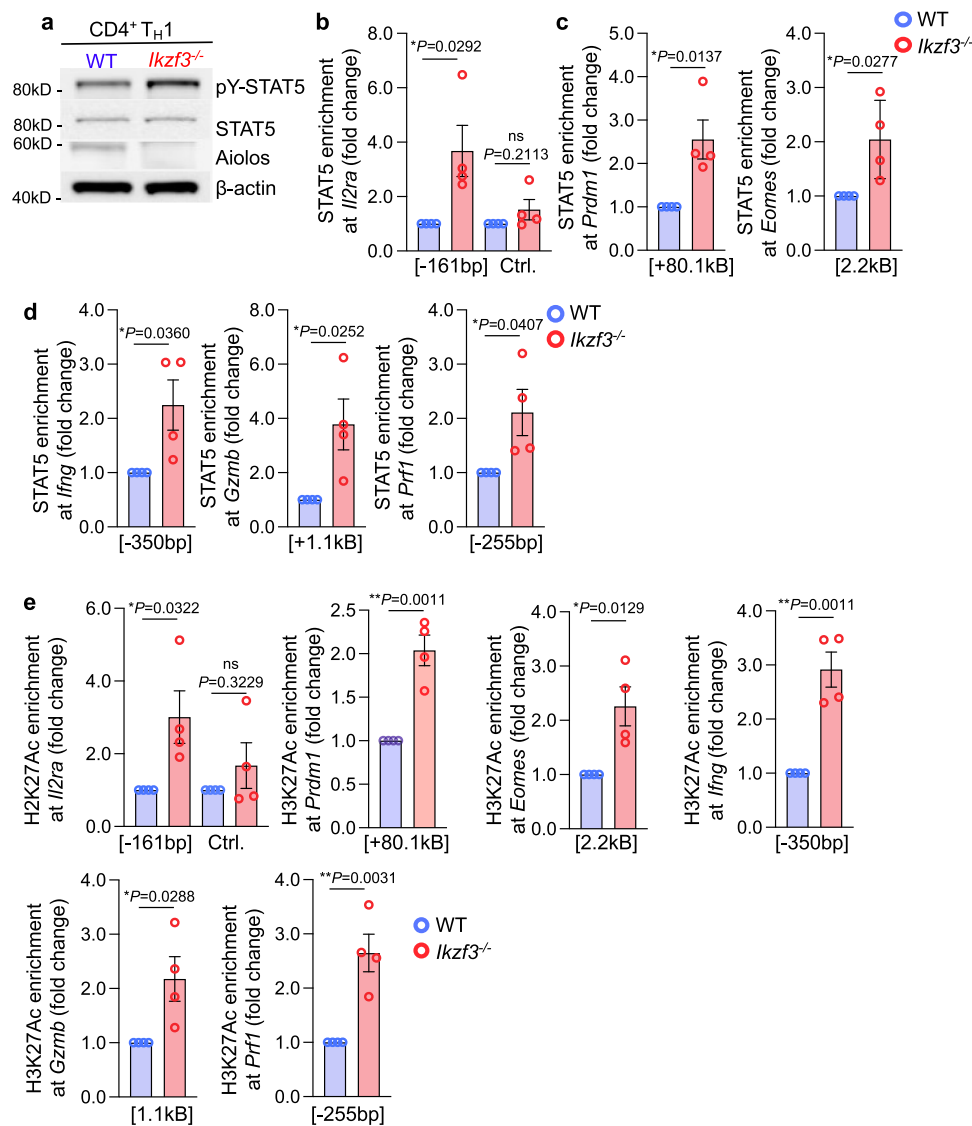 a
CD4+ TH1
WT Ikzf3-/-
80kD
pY-STAT5
80kD
STAT5
60kD
Aiolos
40kD
β-actin
b
STAT5 enrichment
at Il2ra (fold change)
8.0
6.0
4.0
2.0
0.0
*P=0.0292
ns
P=0.2113
[-161bp] Ctrl.
c
STAT5 enrichment
at Prdm1 (fold change)
5.0
4.0
3.0
2.0
1.0
0.0
*P=0.0137
[+80.1kB]
STAT5 enrichment
at Eomes (fold change)
4.0
3.0
2.0
1.0
0.0
*P=0.0277
[2.2kB]
WT
Ikzf3-/-
d
STAT5 enrichment
at Ifng (fold change)
4.0
3.0
2.0
1.0
0.0
*P=0.0360
[-350bp]
STAT5 enrichment
at Gzmb (fold change)
8.0
6.0
4.0
2.0
0.0
*P=0.0252
[+1.1kB]
STAT5 enrichment
at Prf1 (fold change)
4.0
3.0
2.0
1.0
0.0
*P=0.0407
[-255bp]
WT
Ikzf3-/-
e
H2K27Ac enrichment
at Il2ra (fold change)
6.0
4.0
2.0
0.0
*P=0.0322
ns
P=0.3229
[-161bp] Ctrl.
H3K27Ac enrichment
at Prdm1 (fold change)
2.5
2.0
1.5
1.0
0.5
0.0
**P=0.0011
[+80.1kB]
H3K27Ac enrichment
at Eomes (fold change)
4.0
3.0
2.0
1.0
0.0
*P=0.0129
[2.2kB]
H3K27Ac enrichment
at Ifng (fold change)
4.0
3.0
2.0
1.0
0.0
**P=0.0011
[-350bp]
H3K27Ac enrichment
at Gzmb (fold change)
4.0
3.0
2.0
1.0
0.0
*P=0.0288
[1.1kB]
H3K27Ac enrichment
at Prf1 (fold change)
4.0
3.0
2.0
1.0
0.0
**P=0.0031
[-255bp]
WT
Ikzf3-/-